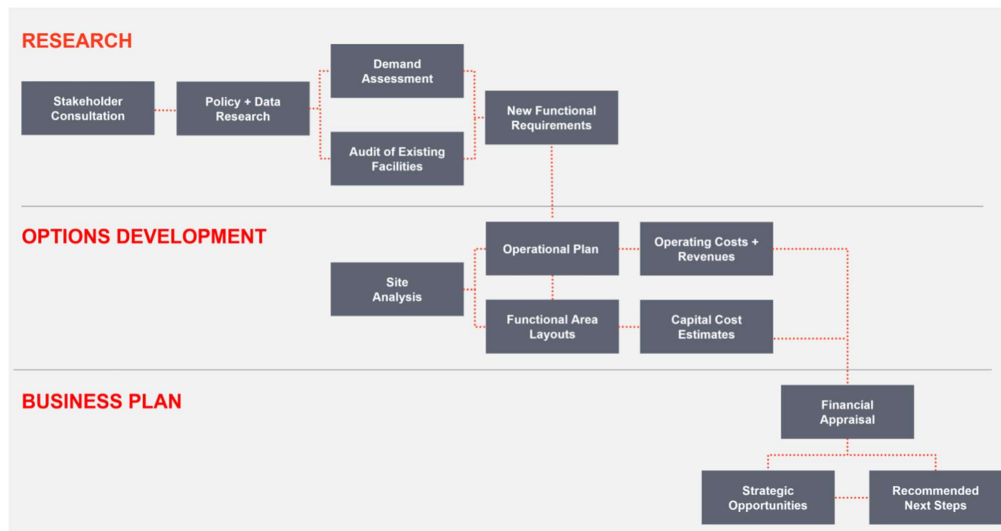 RESEARCH
Stakeholder
Consultation
Policy + Data
Research
Demand
Assessment
Audit of Existing
Facilities
New Functional
Requirements
OPTIONS DEVELOPMENT
Site
Analysis
Operational Plan
Functional Area
Layouts
Operating Costs +
Revenues
Capital Cost
Estimates
BUSINESS PLAN
Financial
Appraisal
Strategic
Opportunities
Recommended
Next Steps